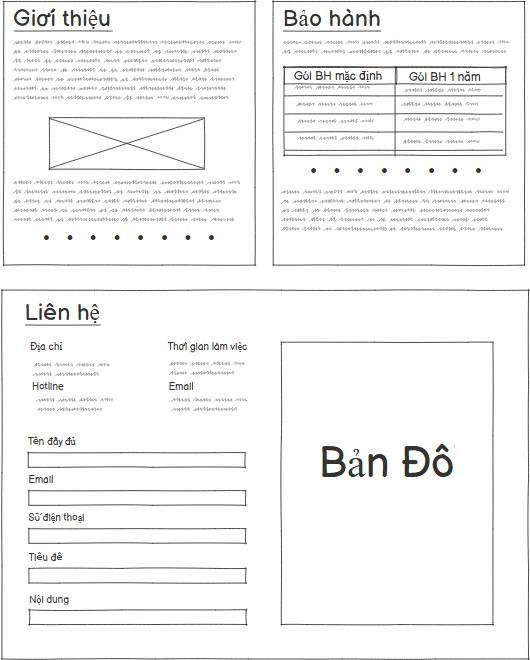 Giới thiệu
Bảo hành
Gói BH mặc định
Gói BH 1 năm
Liên hệ
Địa chỉ
Thời gian làm việc
Hotline
Email
Tên đầy đủ
Email
Số điện thoại
Tiêu đề
Nội dung
Bản Đồ